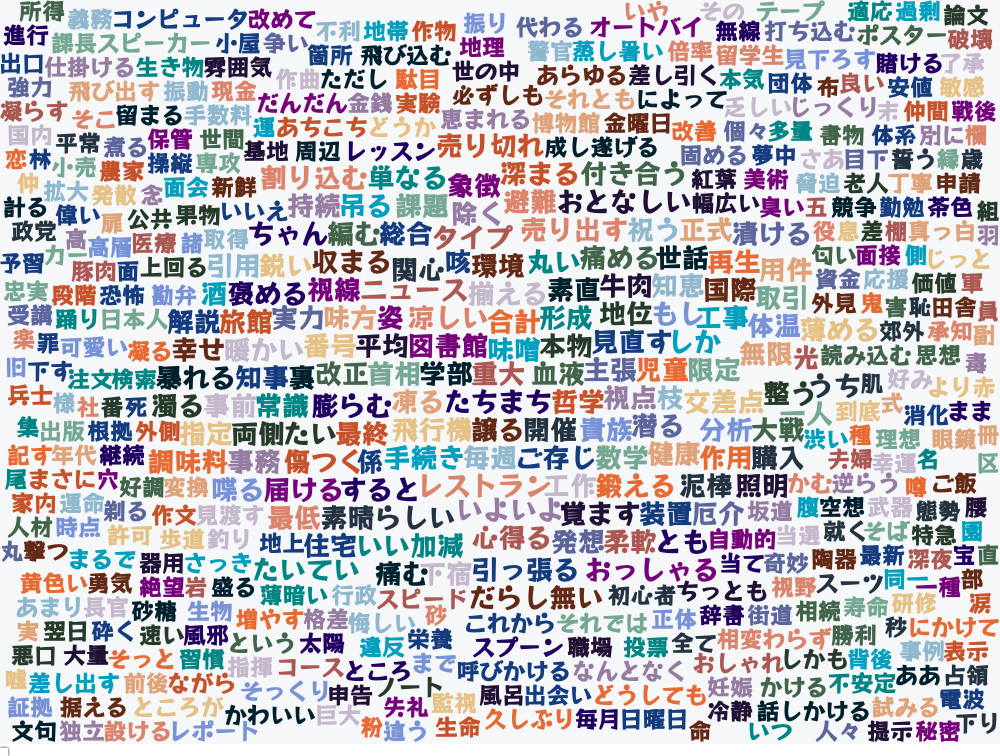 所得 義務 コンピュータ 改めて 不利 地帯 作物 振り 代わる いや オートバイ その テープ 無線 打ち込む 適応 過剰 論文
進行 課長 スピーカー 小屋 争い 箇所 飛び込む 地理 警官 蒸し暑い 倍率 留学生 見下ろす ポスター 破壊
出口 仕掛ける 生き物 雰囲気 作曲 ただし 駄目 世の中 あらゆる 差し引く 本気 団体 布 良い 賭ける 安値 了承
強力 飛び出す 振動 現金 だんだん 金銭 実験 必ずしも それとも によって 乏しい じっくり 末 仲間 敏感 戦後
凝らす そこ 留まる 手数料 運 あちこち どうか 恵まれる 博物館 金曜日 改善 個々 多量 書物 体系 別に 欄
国内 平常 煮る 保管 世間 基地 周辺 レッスン 売り切れ 成し遂げる 固める 夢中 さあ 目下 誓う 緑 歳
恋 林 小売 農家 操縦 専攻 割り込む 単なる 象徴 深まる 付き合う 紅葉 美術 脅迫 老人 丁寧 申請
仲 拡大 発散 念 面会 新鮮 持続 吊る 課題 除く 避難 おとなしい 幅広い 臭い 五 競争 勤勉 茶色 組
計る 偉い 扉 公共 果物 いいえ ちゃん 編む 総合 タイプ 売り出す 祝う 正式 漬ける 役 息 差 棚 真っ白 羽
政党 高 高層 医療 諸 取得 収まる 関心 咳 環境 丸い 痛める 世話 再生 用件 匂い 面接 側 じっと
予習 カー 豚肉 面 上回る 引用 鋭い 褒める 視線 ニュース 揃える 素直 牛肉 知恵 国際 取引 資金 応援 価値 軍
忠実 段階 恐怖 勘弁 酒 味方 姿 涼しい 合計 形成 地位 もし 工事 体温 薄める 外見 鬼 害 恥 田舎 員
受講 踊り 日本人 解説 旅館 実力 番号 平均 図書館 味噌 本物 見直す しか 無限 光 読み込む 郊外 承知 副
楽 罪 可愛い 凝る 幸せ 暖かい 改正 首相 学部 重大 血液 主張 児童 限定 思想 毒
旧 下す 注文 検索 暴れる 知事 裏 凍る たちまち 哲学 視点 枝 交差点 整う うち 肌 好み より 赤
兵士 様 社 番 死 濁る 事前 常識 膨らむ 飛行機 譲る 開催 貴族 潜る 分析 大戦 一人 到底 式 消化 まま
集 出版 根拠 外側 指定 両側 たい 最終 渋い 種 理想 眼鏡 冊
記す 年代 継続 調味料 事務 傷つく 係 手続き 毎週 ご存じ 数学 健康 作用 購入 夫婦 幸運 名 区
尾 まさに 穴 好調 変換 喋る 届ける すると レストラン 工作 鍛える 泥棒 照明 かむ 逆らう 噂 ご飯
家内 運命 剃る 作文 見渡す 最低 素晴らしい いよいよ 覚ます 装置 厄介 坂道 腹 空想 武器 態勢 腰
人材 時点 許可 歩道 釣り 地上 住宅 いい加減 心得る 発想 柔軟 とも 自動的 当選 就く そば 特急 園
丸 撃つ まるで 器用 さっき たいてい 痛む 下宿 引っ張る おっしゃる 当て 奇妙 陶器 最新 深夜 宝 直
黄色い 勇気 絶望 岩 盛る 薄暗い 行政 スピード だらし無い 初心者 ちっとも 視野 スーツ 同一 一種 部
あまり 長官 砂糖 生物 増やす 格差 悔しい 砂 これから それでは 正体 辞書 街道 相続 寿命 研修 涙
実 翌日 砕く 速い 風邪 という 太陽 違反 栄養 スプーン 職場 投票 全て 相変わらず 勝利 秒 にかけて
悪口 大量 そっと 習慣 指揮 コース ところ まで 呼びかける なんとなく おしゃれ しかも 背後 事例 表示
嘘 差し出す 前後 ながら そっくり 申告 ノート 監視 風呂 出会い どうしても 妊娠 かける 不安定 ああ 占領
証拠 据える ところが かわいい 巨大 失礼 冷静 話しかける 試みる 電波
文句 独立 設ける レポート 粉 違う 生命 久しぶり 毎月 日曜日 命 いつ 人々 提示 秘密 下り